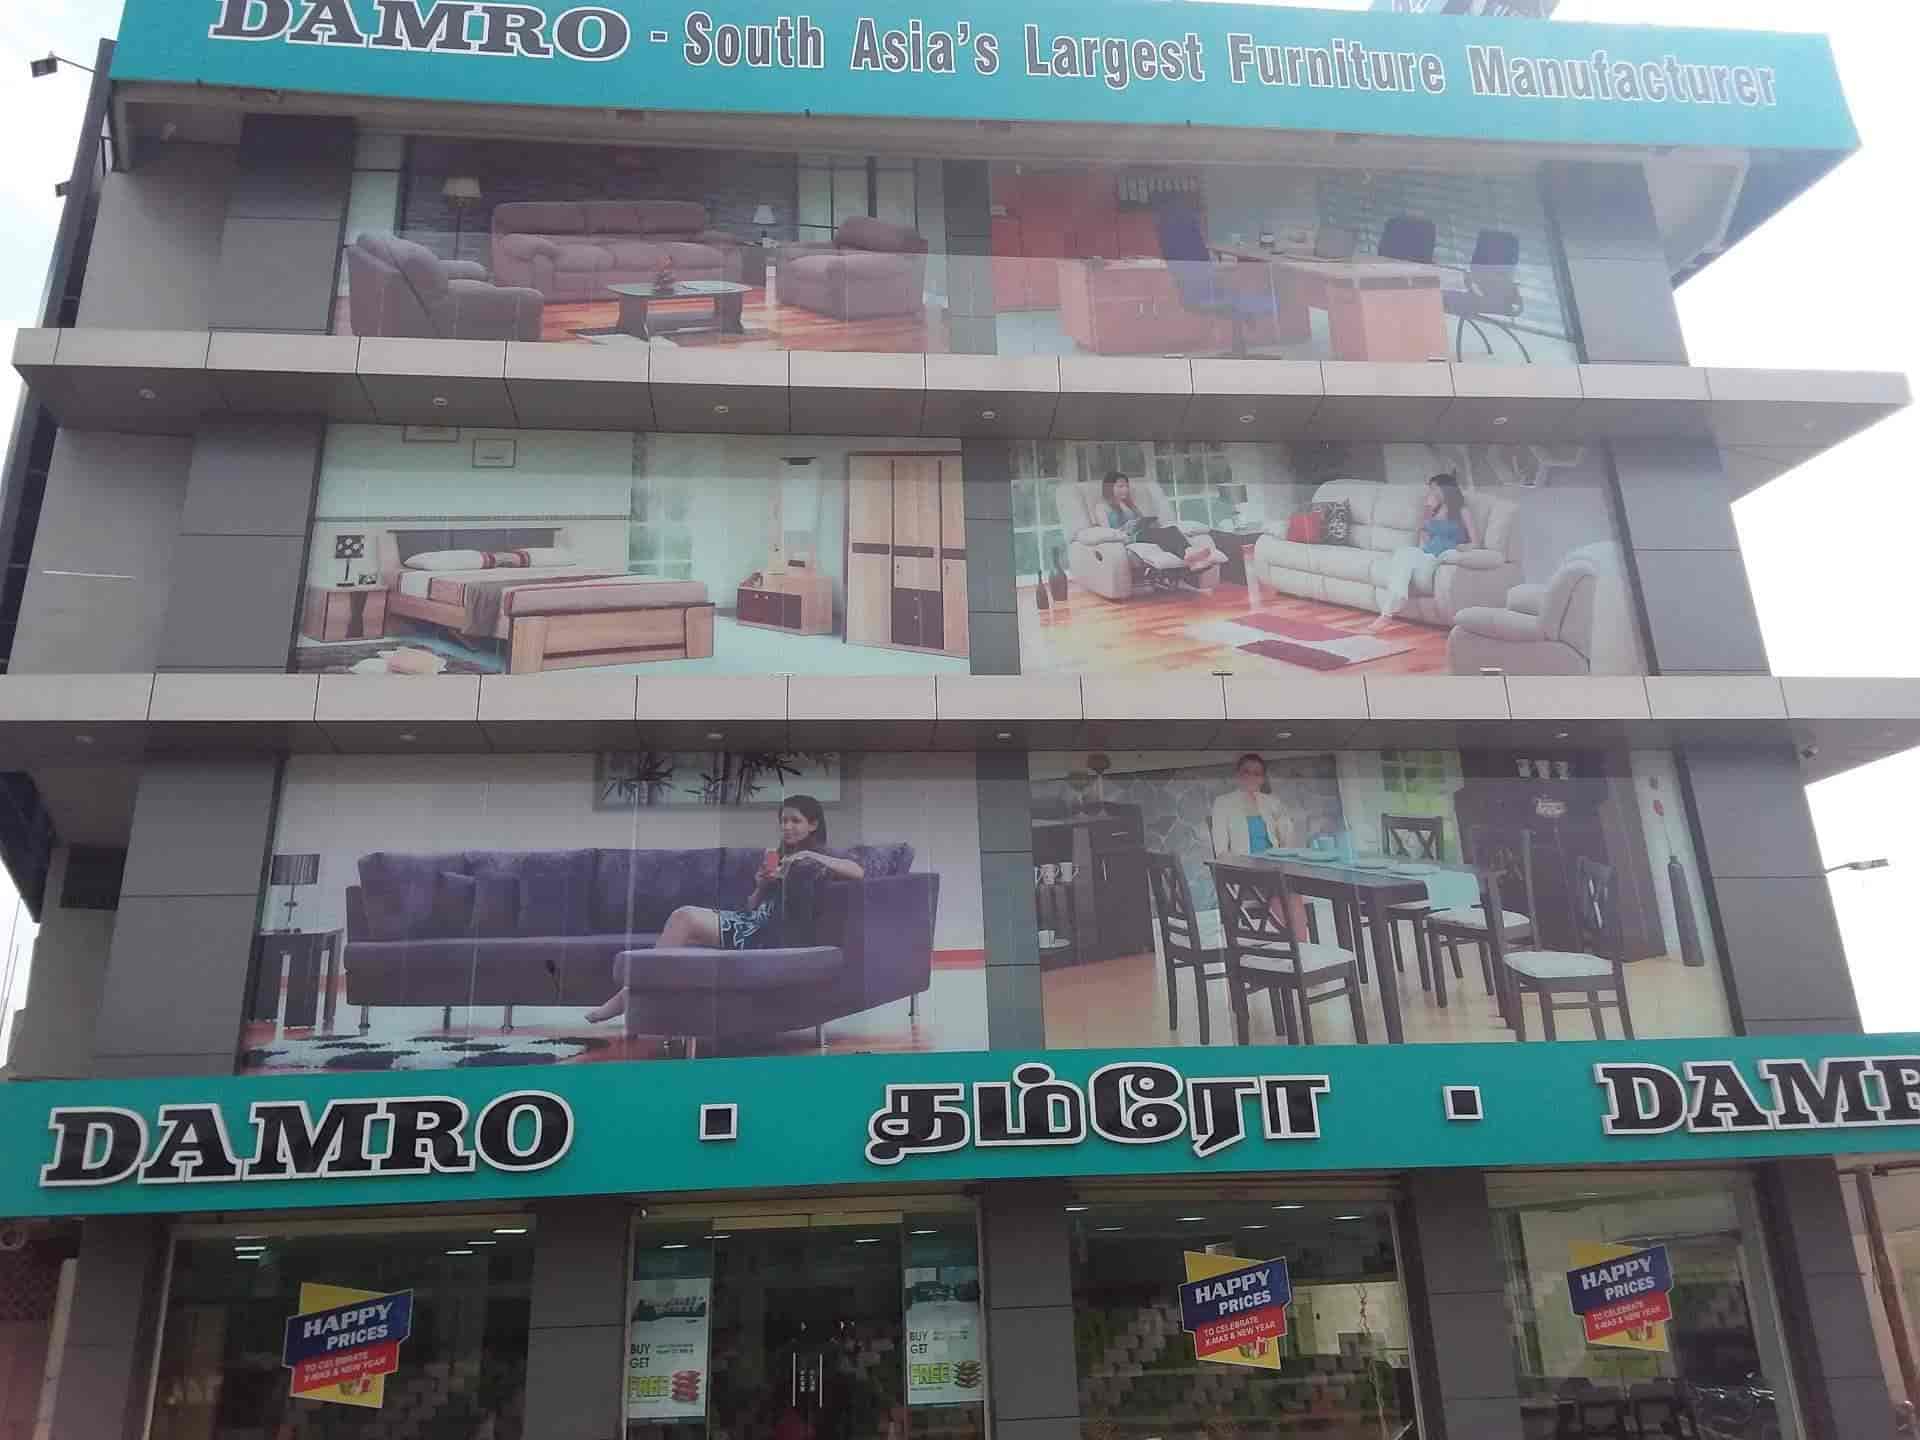 DAMRO - South Asia's Largest Furniture Manufacturer
DAMRO ▪ தம்ரோ ▪ DAMR
HAPPY
PRICES
TO CELEBRATE
X-MAS & NEW YEAR
BUY
GET
FREE
BUY
GET
FREE
HAPPY
PRICES
TO CELEBRATE
X-MAS & NEW YEAR
HAPPY
PRICES
TO CELEBRATE
X-MAS & NEW YEAR